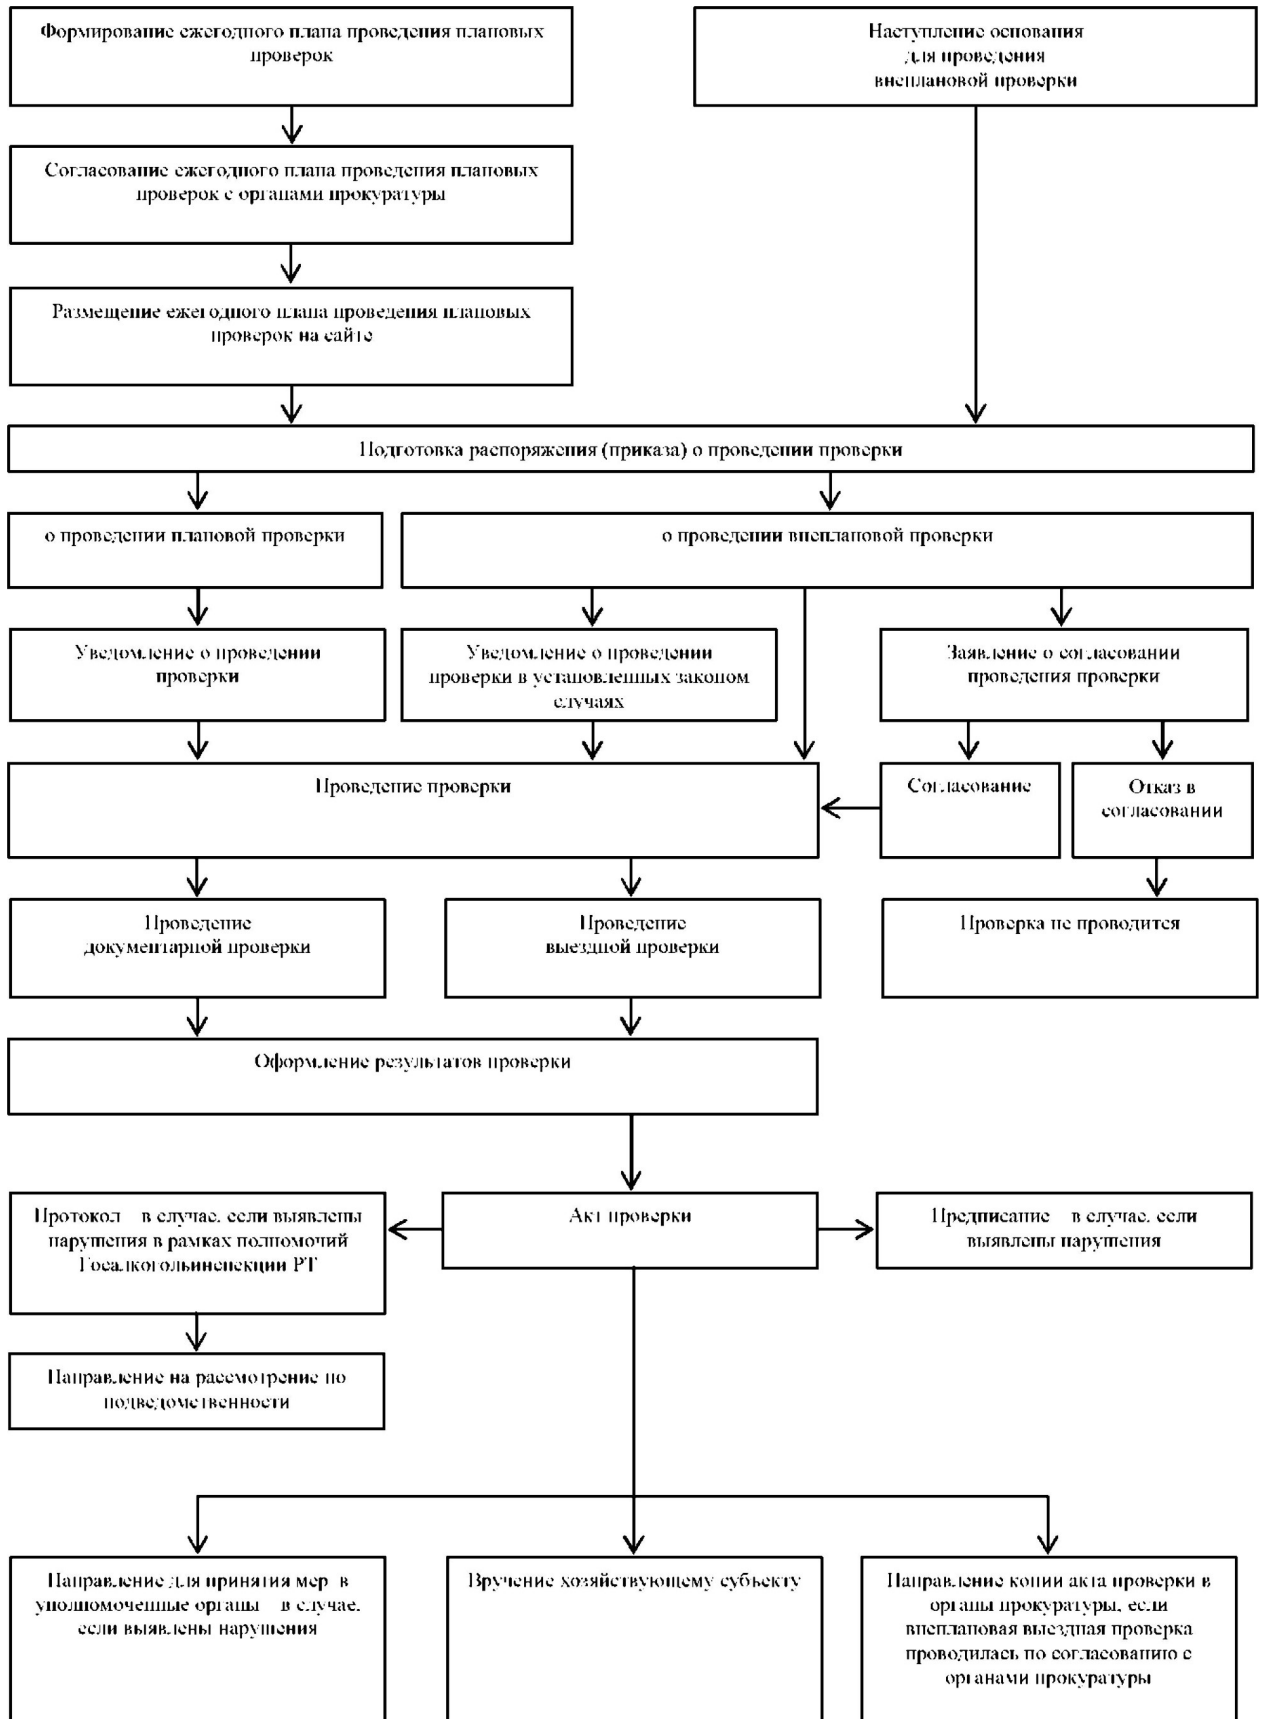 Формирование ежегодного плана проведения плановых
проверок
Наступление основания
для проведения
внеплановой проверки
Согласование ежегодного плана проведения плановых
проверок с органами прокуратуры
Размещение ежегодного плана проведения плановых
проверок на сайте
Подготовка распоряжения (приказа) о проведении проверки
о проведении плановой проверки
о проведении внеплановой проверки
Уведомление о проведении
проверки
Уведомление о проведении
проверки в установленных законом
случаях
Заявление о согласовании
проведения проверки
Проведение проверки
Согласование
Отказ в
согласовании
Проведение
документарной проверки
Проведение
выездной проверки
Проверка не проводится
Оформление результатов проверки
Протокол в случае, если выявлены
нарушения в рамках полномочий
Госалкогольинспекции РТ
Акт проверки
Предписание в случае, если
выявлены нарушения
Направление на рассмотрение по
подведомственности
Направление для принятия мер в
уполномоченные органы в случае,
если выявлены нарушения
Вручение хозяйствующему субъекту
Направление копии акта проверки в
органы прокуратуры, если
внеплановая выездная проверка
проводилась по согласованию с
органами прокуратуры